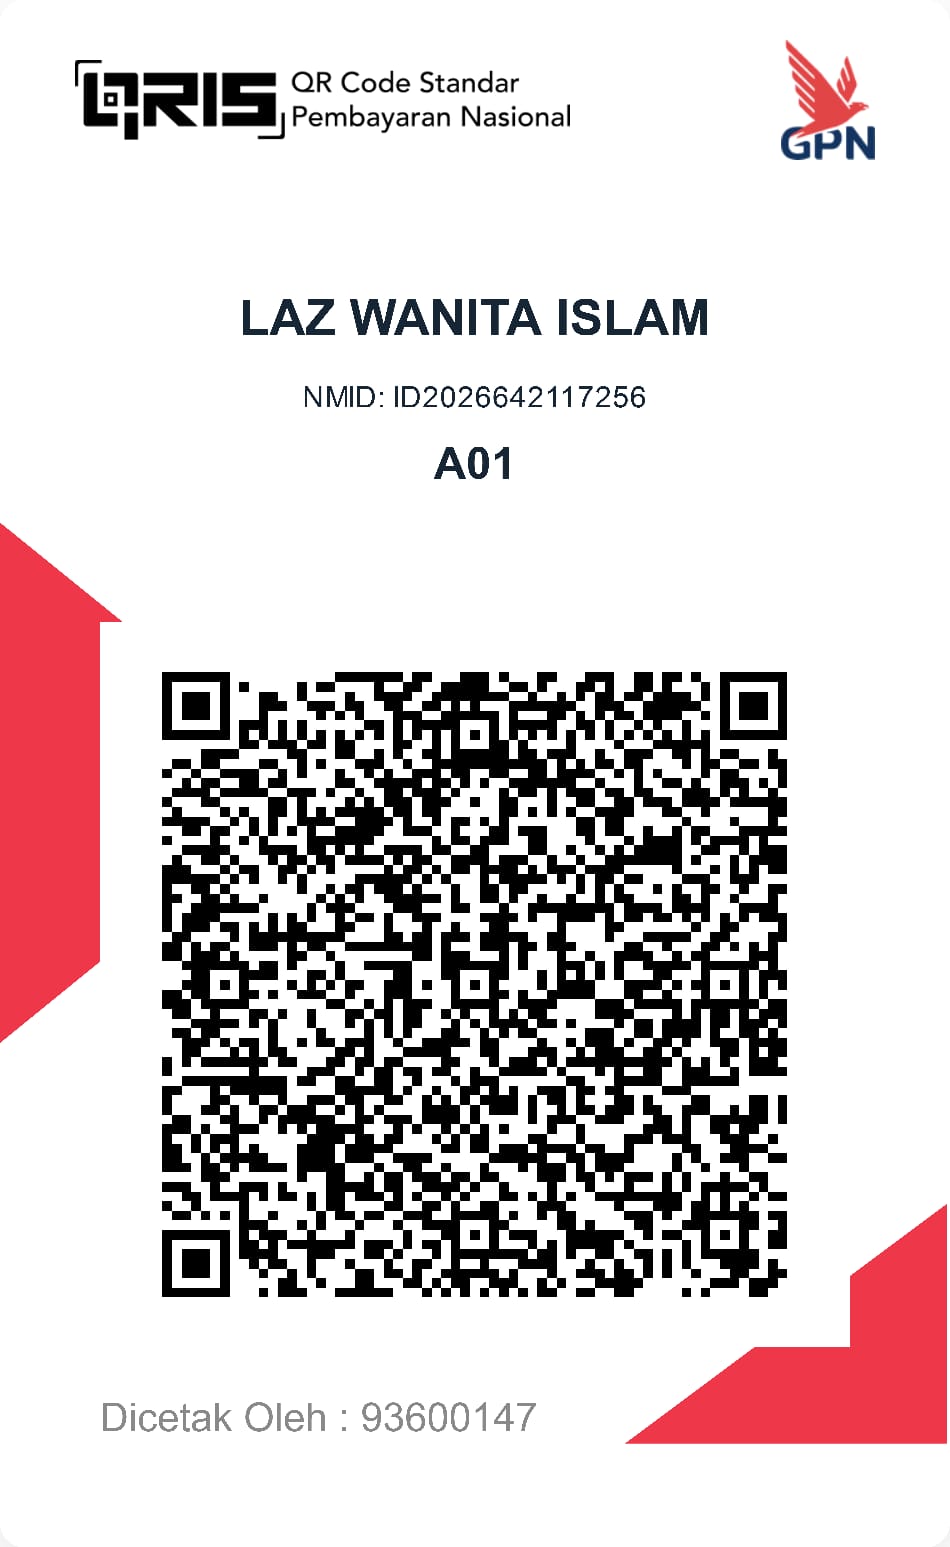 QRIS QR Code Standar
Pembayaran Nasional
GPN
LAZ WANITA ISLAM
NMID: ID2026642117256
A01
Dicetak Oleh : 93600147